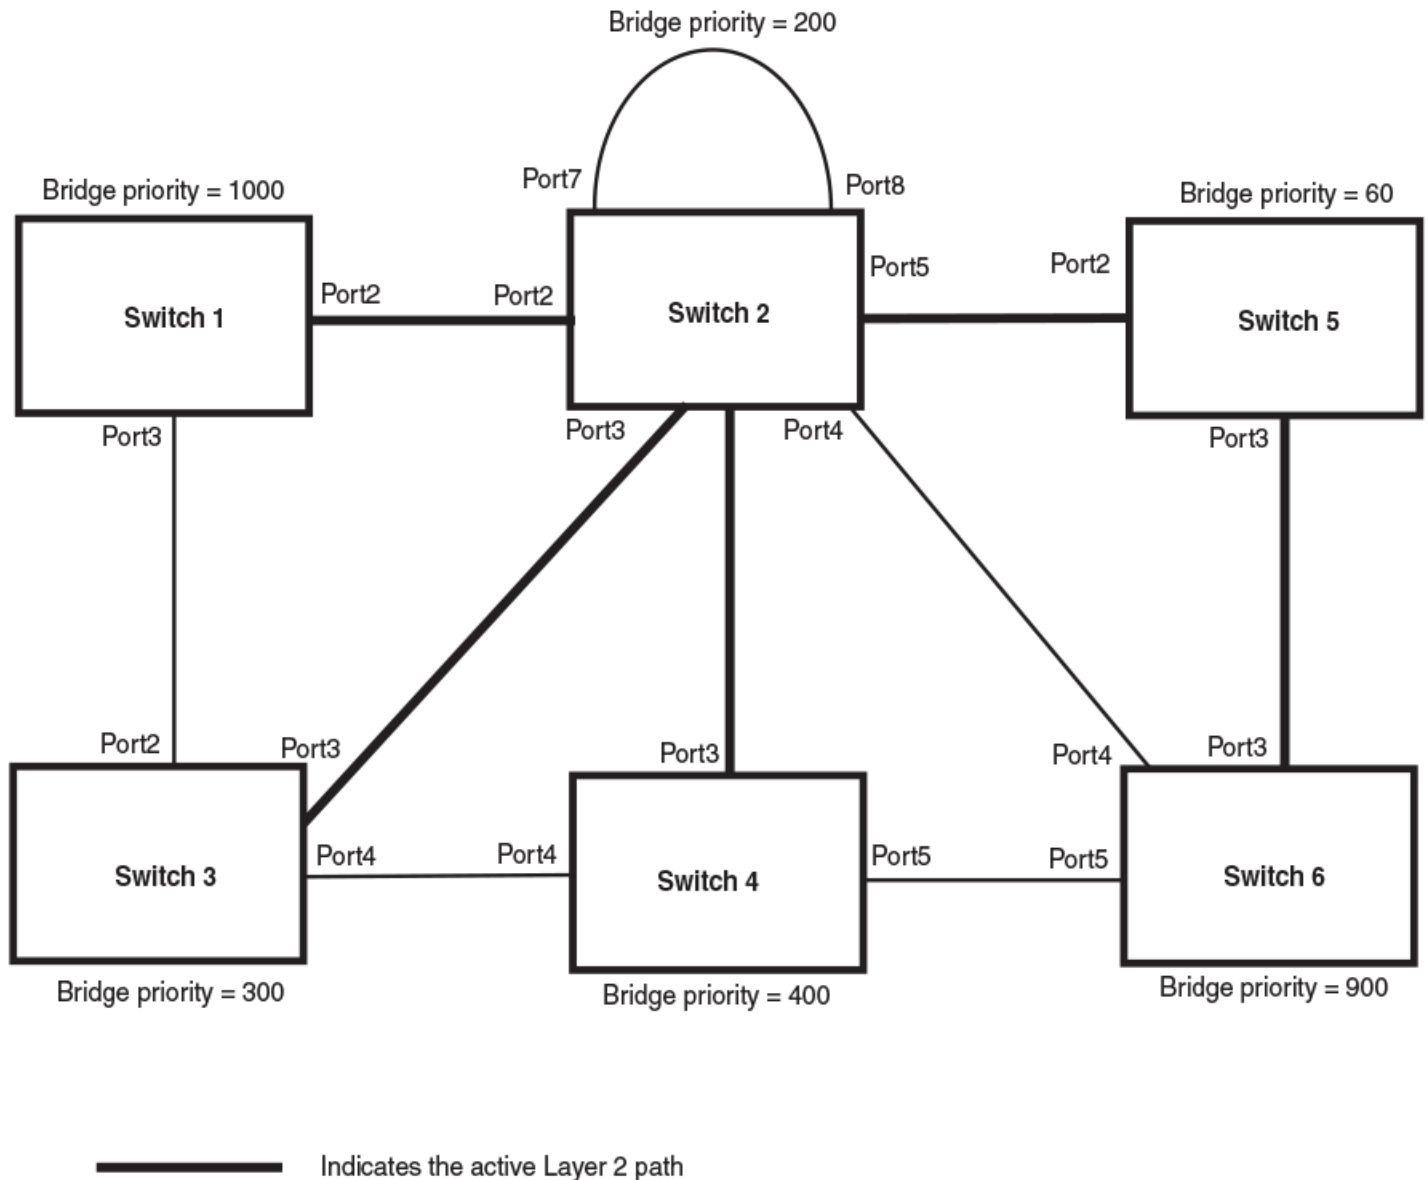 Bridge priority = 200
Port7
Port8
Bridge priority = 1000
Bridge priority = 60
Port2
Port2
Port5
Port2
Switch 1
Switch 2
Switch 5
Port3
Port3
Port4
Port3
Port2
Port3
Port3
Port4
Port3
Port4
Port4
Port5
Port5
Switch 3
Switch 4
Switch 6
Bridge priority = 300
Bridge priority = 400
Bridge priority = 900
Indicates the active Layer 2 path